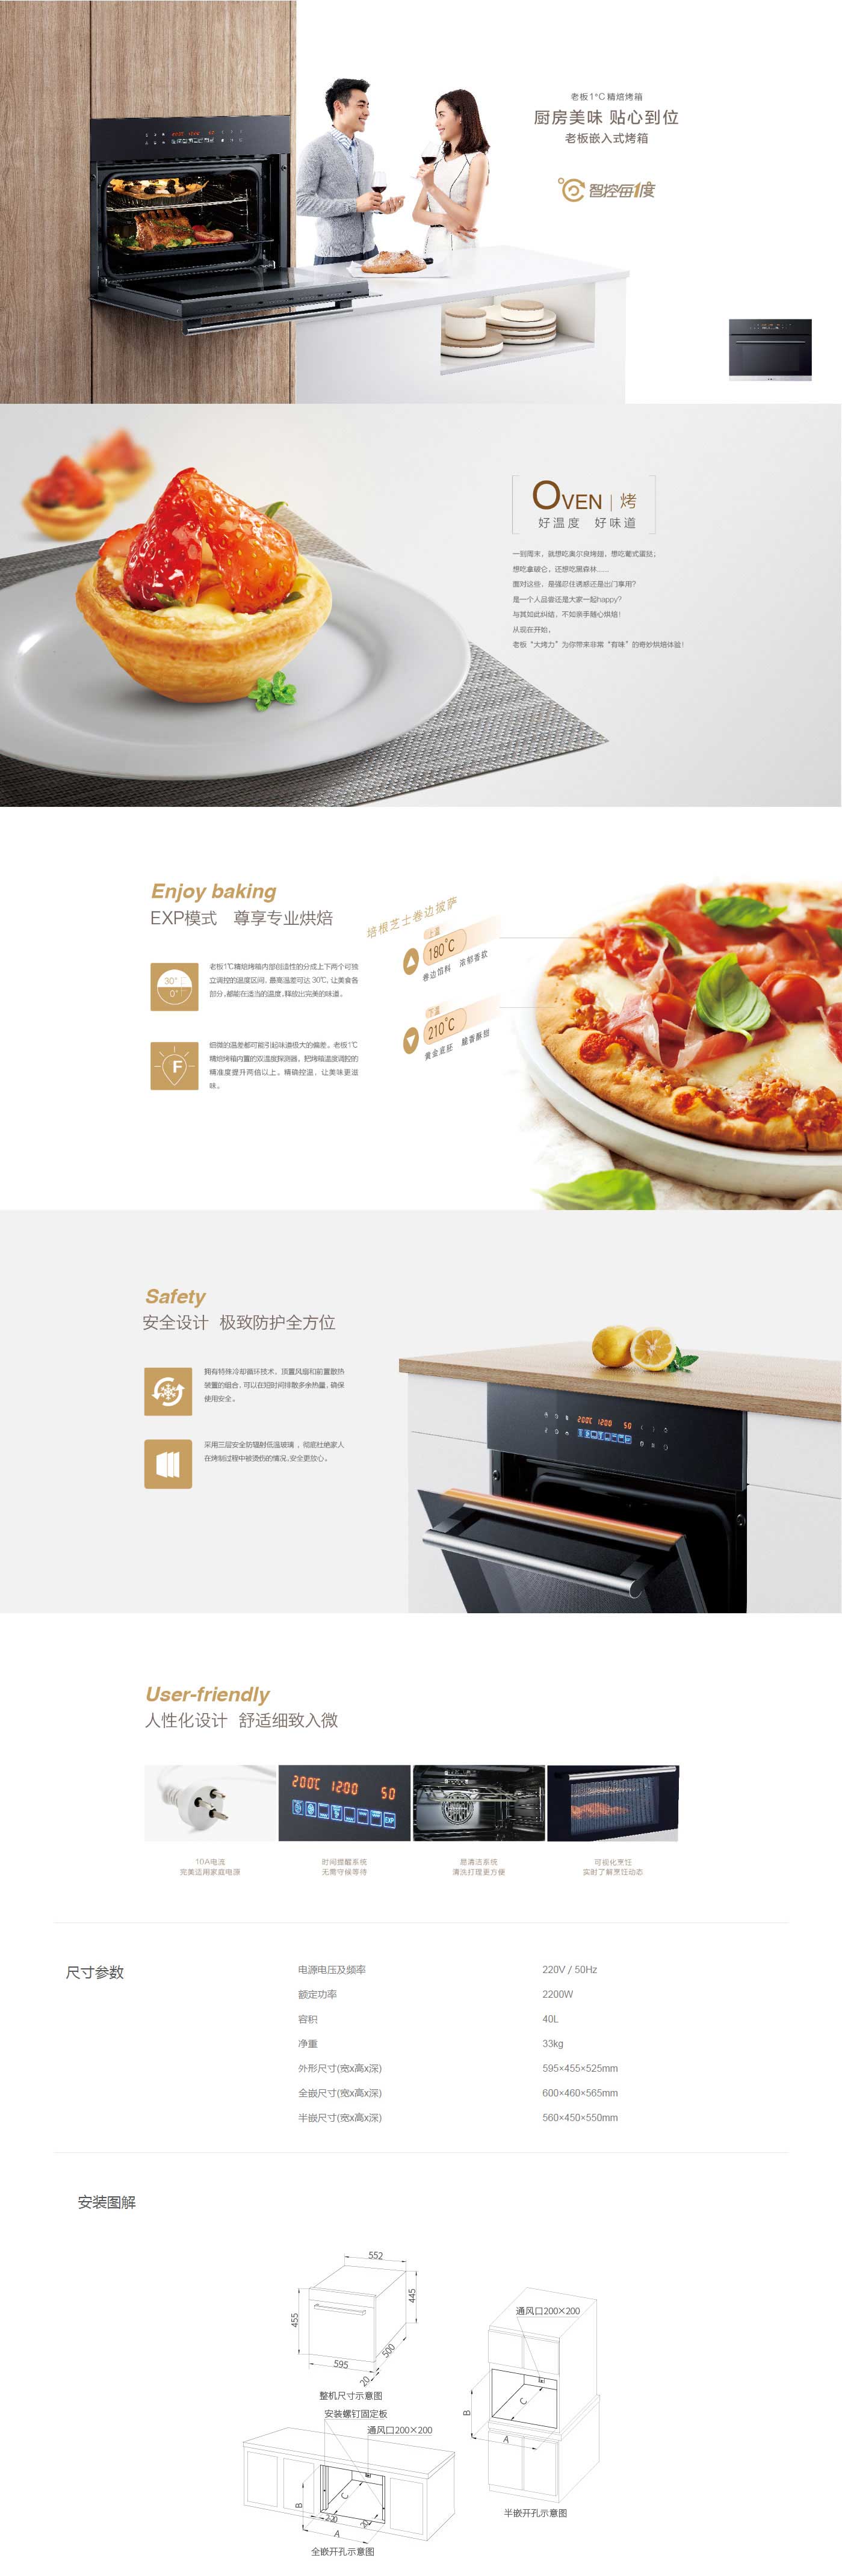 老板1°C精焙烤箱
厨房美味 贴心到位
老板嵌入式烤箱
智控每1度
OVEN | 烤
好温度 好味道
一到周末，就想吃奥尔良烤翅，想吃葡式蛋挞；
想吃拿破仑，还想吃黑森林……
面对这些，是强忍住诱惑还是出门享用？
是一个人品尝还是大家一起happy？
与其如此纠结，不如亲手随心烘焙！
从现在开始，
老板“大烤力”为你带来非常“有味”的奇妙烘焙体验！
Enjoy baking
EXP模式 尊享专业烘焙
30°
0°
老板1℃精焙烤箱内部创造性的分成上下两个可独
立调控的温度区间，最高温差可达 30℃，让美食各
部分，都能在适当的温度，释放出完美的味道。
F
细微的温差都可能引起味道极大的偏差。老板1℃
精焙烤箱内置的双温度探测器，把烤箱温度调控的
精准度提升两倍以上。精确控温，让美味更滋
味。
培根芝士卷边披萨
上温
180°C
卷边馅料 浓郁香软
下温
210°C
黄金底胚 脆香酥甜
Safety
安全设计 极致防护全方位
拥有特殊冷却循环技术，顶置风扇和前置散热
装置的组合，可以在短时间排散多余热量，确保
使用安全。
采用三层安全防辐射低温玻璃 ，彻底杜绝家人
在烤制过程中被烫伤的情况，安全更放心。
200℃ 1200 50
User-friendly
人性化设计 舒适细致入微
200℃ 1200 50
EXP
10A电流
完美适用家庭电源
时间提醒系统
无需守候等待
易清洁系统
清洗打理更方便
可视化烹饪
实时了解烹饪动态
尺寸参数
电源电压及频率 220V / 50Hz
额定功率 2200W
容积 40L
净重 33kg
外形尺寸(宽x高x深) 595×455×525mm
全嵌尺寸(宽x高x深) 600×460×565mm
半嵌尺寸(宽x高x深) 560×450×550mm
安装图解
552
445
455
595
500
20
整机尺寸示意图
安装螺钉固定板
通风口200×200
B
C
A
220
20
全嵌开孔示意图
通风口200×200
B
C
A
半嵌开孔示意图